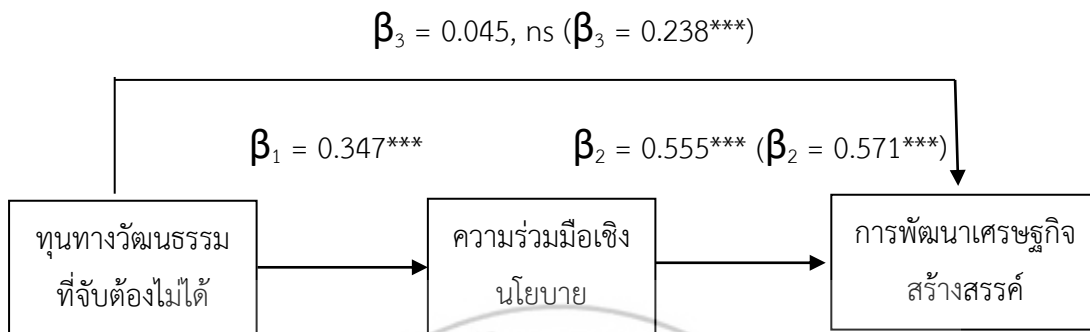 β₃ = 0.045, ns (β₃ = 0.238***)
β₁ = 0.347***
β₂ = 0.555*** (β₂ = 0.571***)
ทุนทางวัฒนธรรม
ที่จับต้องไม่ได้
ความร่วมมือเชิง
นโยบาย
การพัฒนาเศรษฐกิจ
สร้างสรรค์